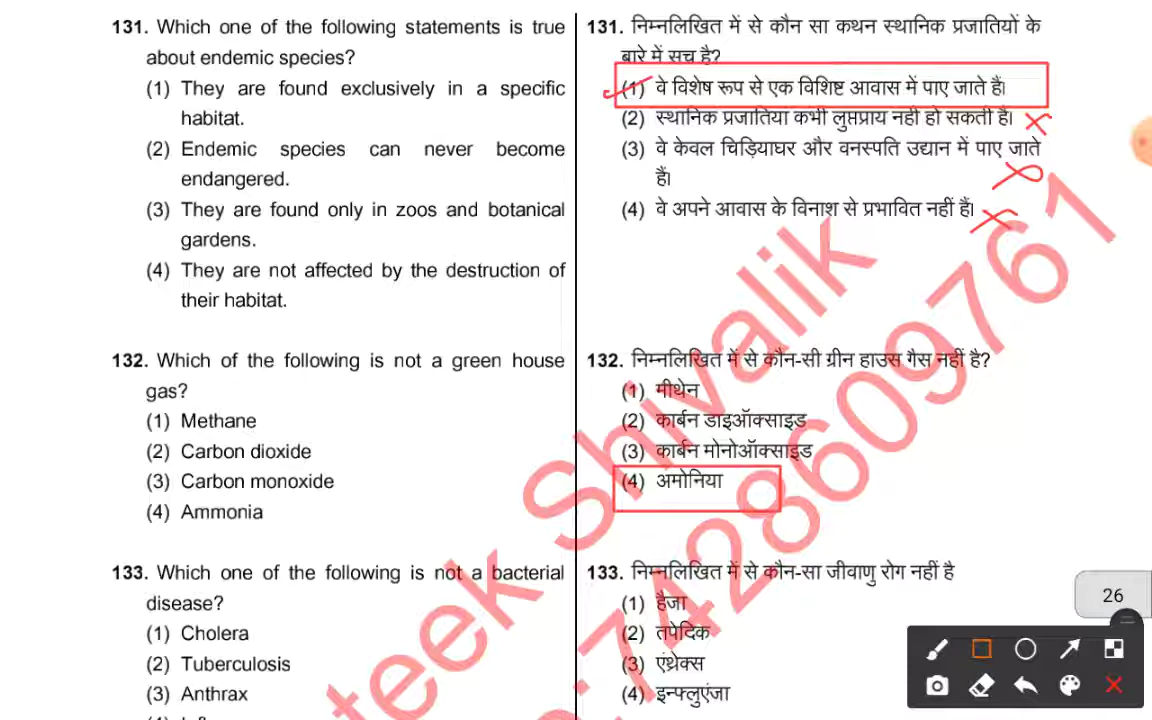 131. Which one of the following statements is true
about endemic species?
(1) They are found exclusively in a specific
habitat.
(2) Endemic species can never become
endangered.
(3) They are found only in zoos and botanical
gardens.
(4) They are not affected by the destruction of
their habitat.
132. Which of the following is not a green house
gas?
(1) Methane
(2) Carbon dioxide
(3) Carbon monoxide
(4) Ammonia
133. Which one of the following is not a bacterial
disease?
(1) Cholera
(2) Tuberculosis
(3) Anthrax
131. निम्नलिखित में से कौन सा कथन स्थानिक प्रजातियों के
बारे में सच है?
(1) वे विशेष रूप से एक विशिष्ट आवास में पाए जाते हैं।
(2) स्थानिक प्रजातियां कभी लुप्तप्राय नहीं हो सकती हैं।
(3) वे केवल चिड़ियाघर और वनस्पति उद्यान में पाए जाते
हैं।
(4) वे अपने आवास के विनाश से प्रभावित नहीं हैं।
132. निम्नलिखित में से कौन-सी ग्रीन हाउस गैस नहीं है?
(1) मीथेन
(2) कार्बन डाइऑक्साइड
(3) कार्बन मोनोऑक्साइड
(4) अमोनिया
133. निम्नलिखित में से कौन-सा जीवाणु रोग नहीं है
(1) हैजा
(2) तपेदिक
(3) एंथ्रेक्स
(4) इन्फ्लुएंजा
teek Shivalik
:7428609761
26